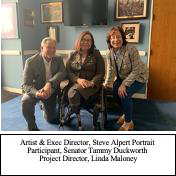 Artist & Exec Director, Steve Alpert Portrait
Participant, Senator Tammy Duckworth
Project Director, Linda Maloney